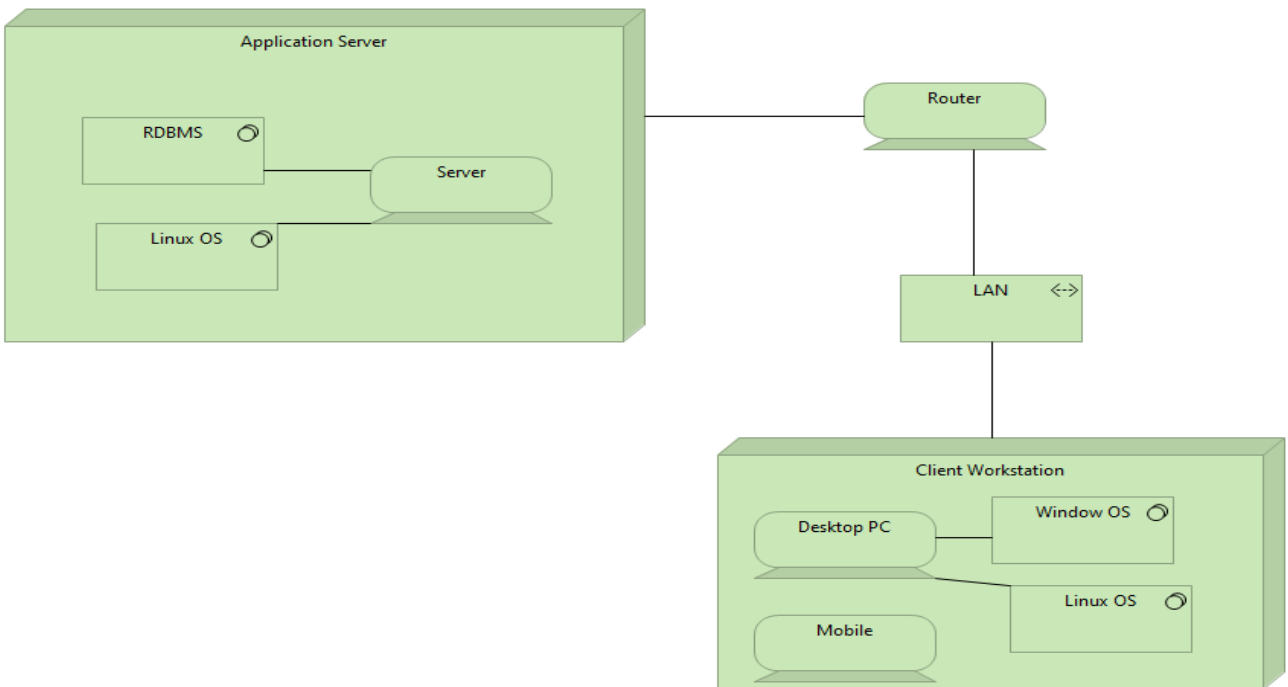 Application Server
RDBMS
Server
Linux OS
Router
LAN
Client Workstation
Desktop PC
Window OS
Linux OS
Mobile